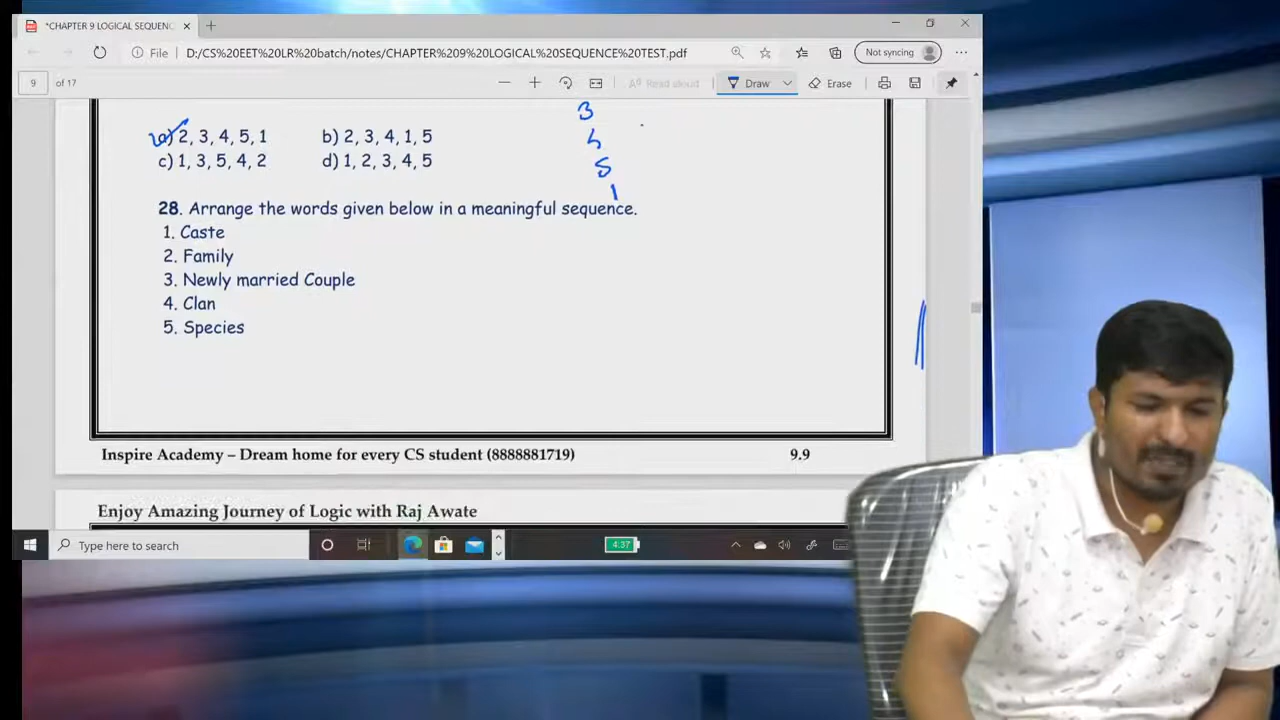 *CHAPTER 9 LOGICAL SEQUENC
File D:/CS%20EET%20LR%20batch/notes/CHAPTER%209%20LOGICAL%20SEQUENCE%20TEST.pdf Not syncing
9 of 17 Read aloud Draw Erase
3
a) 2, 3, 4, 5, 1 b) 2, 3, 4, 1, 5
4
c) 1, 3, 5, 4, 2 d) 1, 2, 3, 4, 5
5
1
28. Arrange the words given below in a meaningful sequence.
1. Caste
2. Family
3. Newly married Couple
4. Clan
5. Species
Inspire Academy – Dream home for every CS student (8888881719) 9.9
Enjoy Amazing Journey of Logic with Raj Awate
Type here to search 4:37